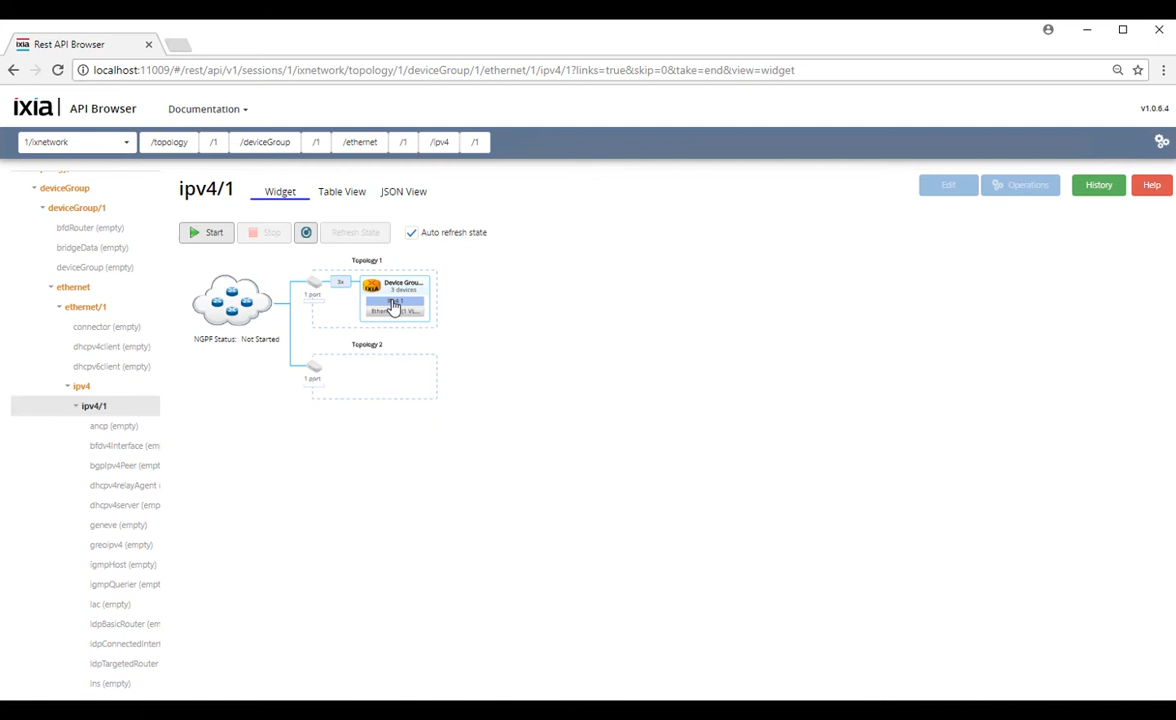 ixia Rest API Browser
localhost:11009/#/rest/api/v1/sessions/1/ixnetwork/topology/1/deviceGroup/1/ethernet/1/ipv4/1?links=true&skip=0&take=end&view=widget
ixia API Browser Documentation v1.0.6.4
1/ixnetwork /topology /1 /deviceGroup /1 /ethernet /1 /ipv4 /1
deviceGroup
deviceGroup/1
bfdRouter (empty)
bridgeData (empty)
deviceGroup (empty)
ethernet
ethernet/1
connector (empty)
dhcpv4client (empty)
dhcpv6client (empty)
ipv4
ipv4/1
ancp (empty)
bfdv4Interface (em
bgpIpv4Peer (empt
dhcpv4relayAgent
dhcpv4server (emp
geneve (empty)
greoipv4 (empty)
igmpHost (empty)
igmpQuerier (empt
lac (empty)
ldpBasicRouter (em
ldpConnectedInter
ldpTargetedRouter
lns (empty)
ipv4/1 Widget Table View JSON View Edit Operations History Help
Start Stop Refresh State Auto refresh state
Topology 1
1 port
3x
Device Grou...
3 devices
NGPF Status: Not Started
Topology 2
1 port